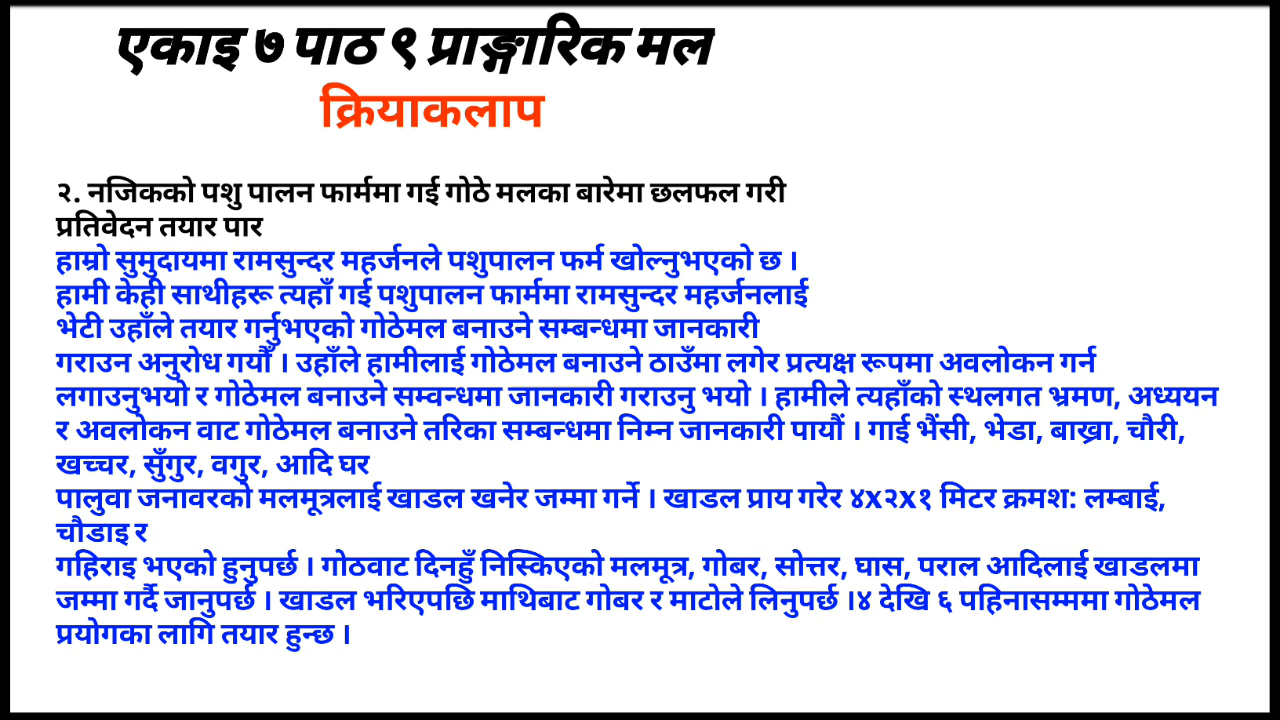 एकाइ ७ पाठ ९ प्राङ्गारिक मल
क्रियाकलाप
२. नजिकको पशु पालन फार्ममा गई गोठे मलका बारेमा छलफल गरी
प्रतिवेदन तयार पार
हाम्रो सुमुदायमा रामसुन्दर महर्जनले पशुपालन फर्म खोल्नुभएको छ ।
हामी केही साथीहरू त्यहाँ गई पशुपालन फार्ममा रामसुन्दर महर्जनलाई
भेटी उहाँले तयार गर्नुभएको गोठेमल बनाउने सम्बन्धमा जानकारी
गराउन अनुरोध गर्यौँ । उहाँले हामीलाई गोठेमल बनाउने ठाउँमा लगेर प्रत्यक्ष रूपमा अवलोकन गर्न
लगाउनुभयो र गोठेमल बनाउने सम्वन्धमा जानकारी गराउनु भयो । हामीले त्यहाँको स्थलगत भ्रमण, अध्ययन
र अवलोकन वाट गोठेमल बनाउने तरिका सम्बन्धमा निम्न जानकारी पायौं । गाई भैंसी, भेडा, बाख्रा, चौरी,
खच्चर, सुँगुर, वगुर, आदि घर
पालुवा जनावरको मलमूत्रलाई खाडल खनेर जम्मा गर्ने । खाडल प्राय गरेर ४x२x१ मिटर क्रमश: लम्बाई,
चौडाइ र
गहिराइ भएको हुनुपर्छ । गोठवाट दिनहुँ निस्किएको मलमूत्र, गोबर, सोत्तर, घास, पराल आदिलाई खाडलमा
जम्मा गर्दै जानुपर्छ । खाडल भरिएपछि माथिबाट गोबर र माटोले लिनुपर्छ ।४ देखि ६ पहिनासम्ममा गोठेमल
प्रयोगका लागि तयार हुन्छ ।